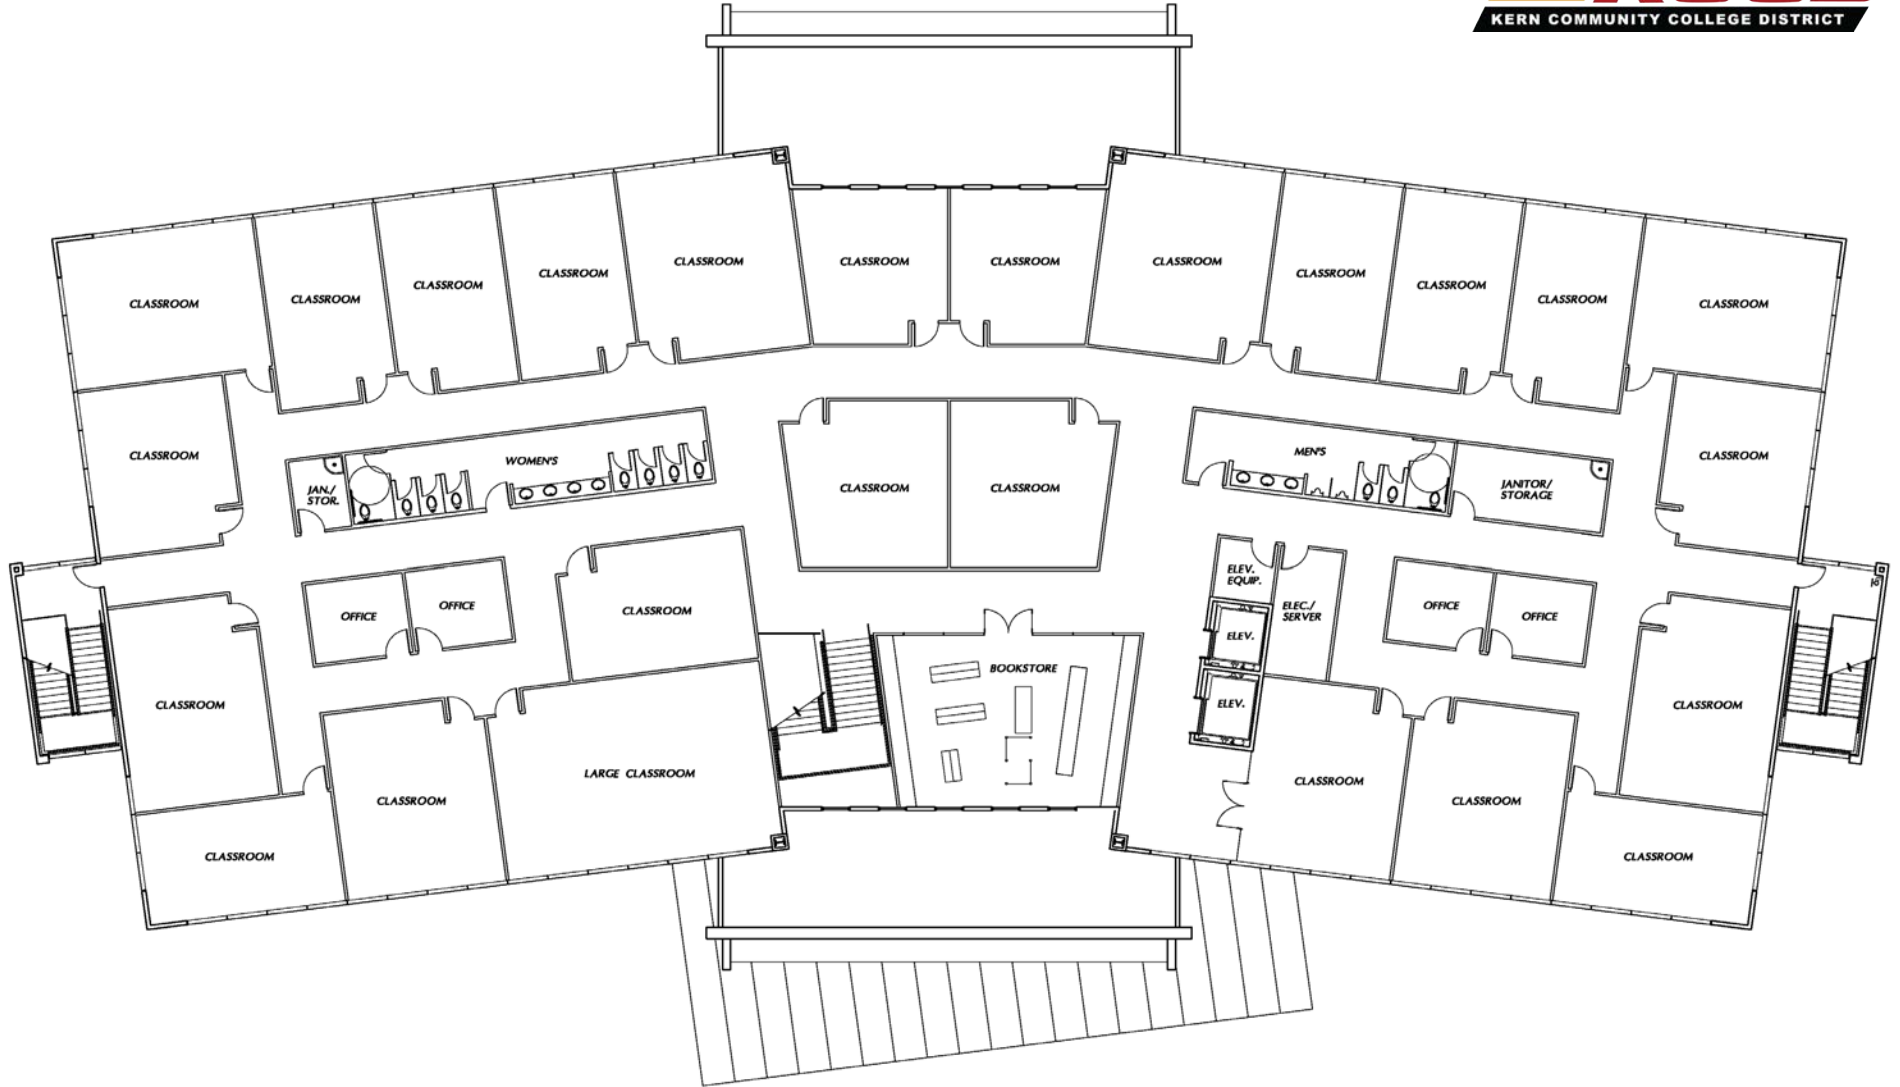 KERN COMMUNITY COLLEGE DISTRICT
CLASSROOM
CLASSROOM
CLASSROOM
CLASSROOM
CLASSROOM
CLASSROOM
CLASSROOM
CLASSROOM
CLASSROOM
CLASSROOM
CLASSROOM
CLASSROOM
CLASSROOM
JAN./
STOR.
WOMEN'S
CLASSROOM
CLASSROOM
MEN'S
JANITOR/
STORAGE
CLASSROOM
OFFICE
OFFICE
CLASSROOM
ELEV.
EQUIP.
ELEC./
SERVER
ELEV.
OFFICE
OFFICE
CLASSROOM
BOOKSTORE
ELEV.
CLASSROOM
LARGE CLASSROOM
CLASSROOM
CLASSROOM
CLASSROOM
CLASSROOM
CLASSROOM